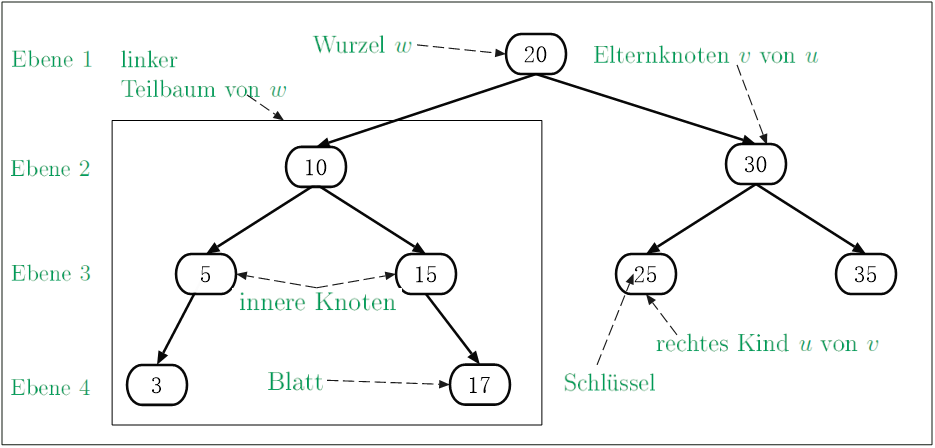 Wurzel w
20
Elternknoten v von u
Ebene 1
linker
Teilbaum von w
Ebene 2
10
30
Ebene 3
5
15
25
35
innere Knoten
rechtes Kind u von v
Ebene 4
3
Blatt
17
Schlüssel